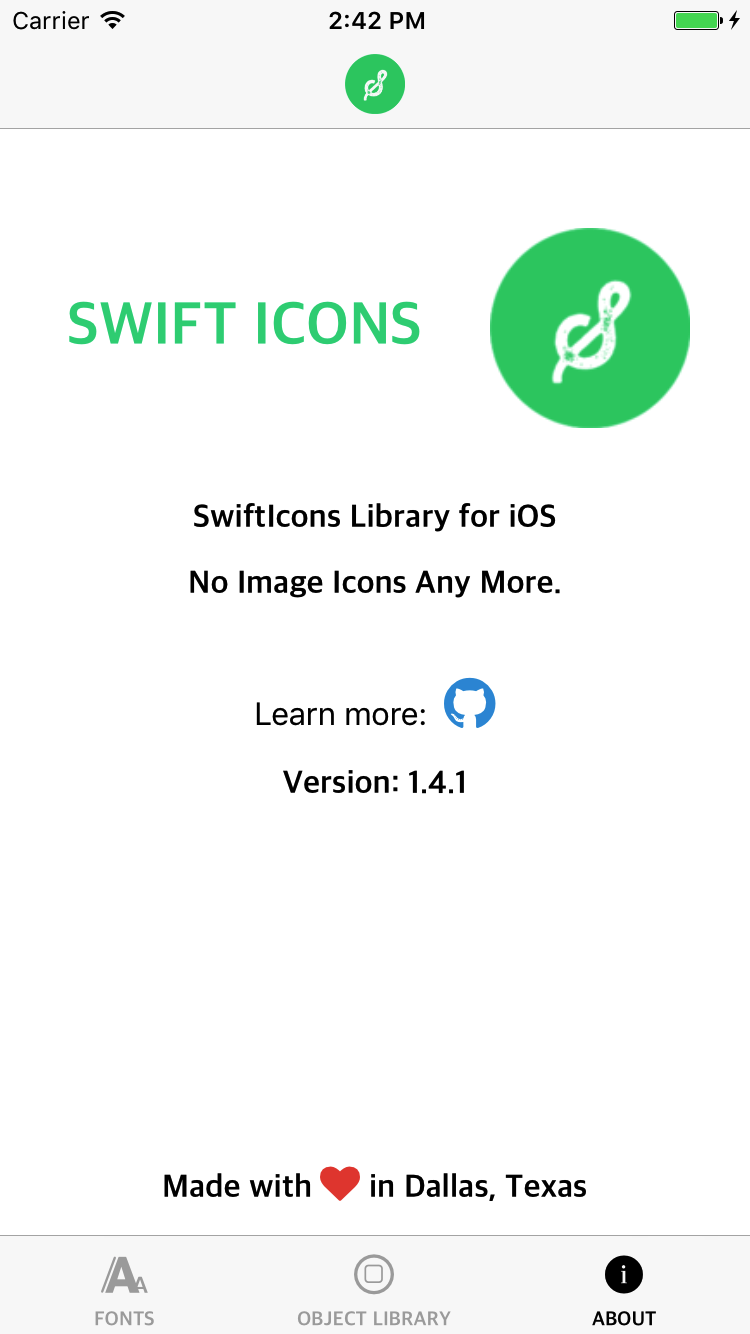 Carrier 2:42 PM
SWIFT ICONS
SwiftIcons Library for iOS
No Image Icons Any More.
Learn more:
Version: 1.4.1
Made with ❤ in Dallas, Texas
FONTS OBJECT LIBRARY ABOUT